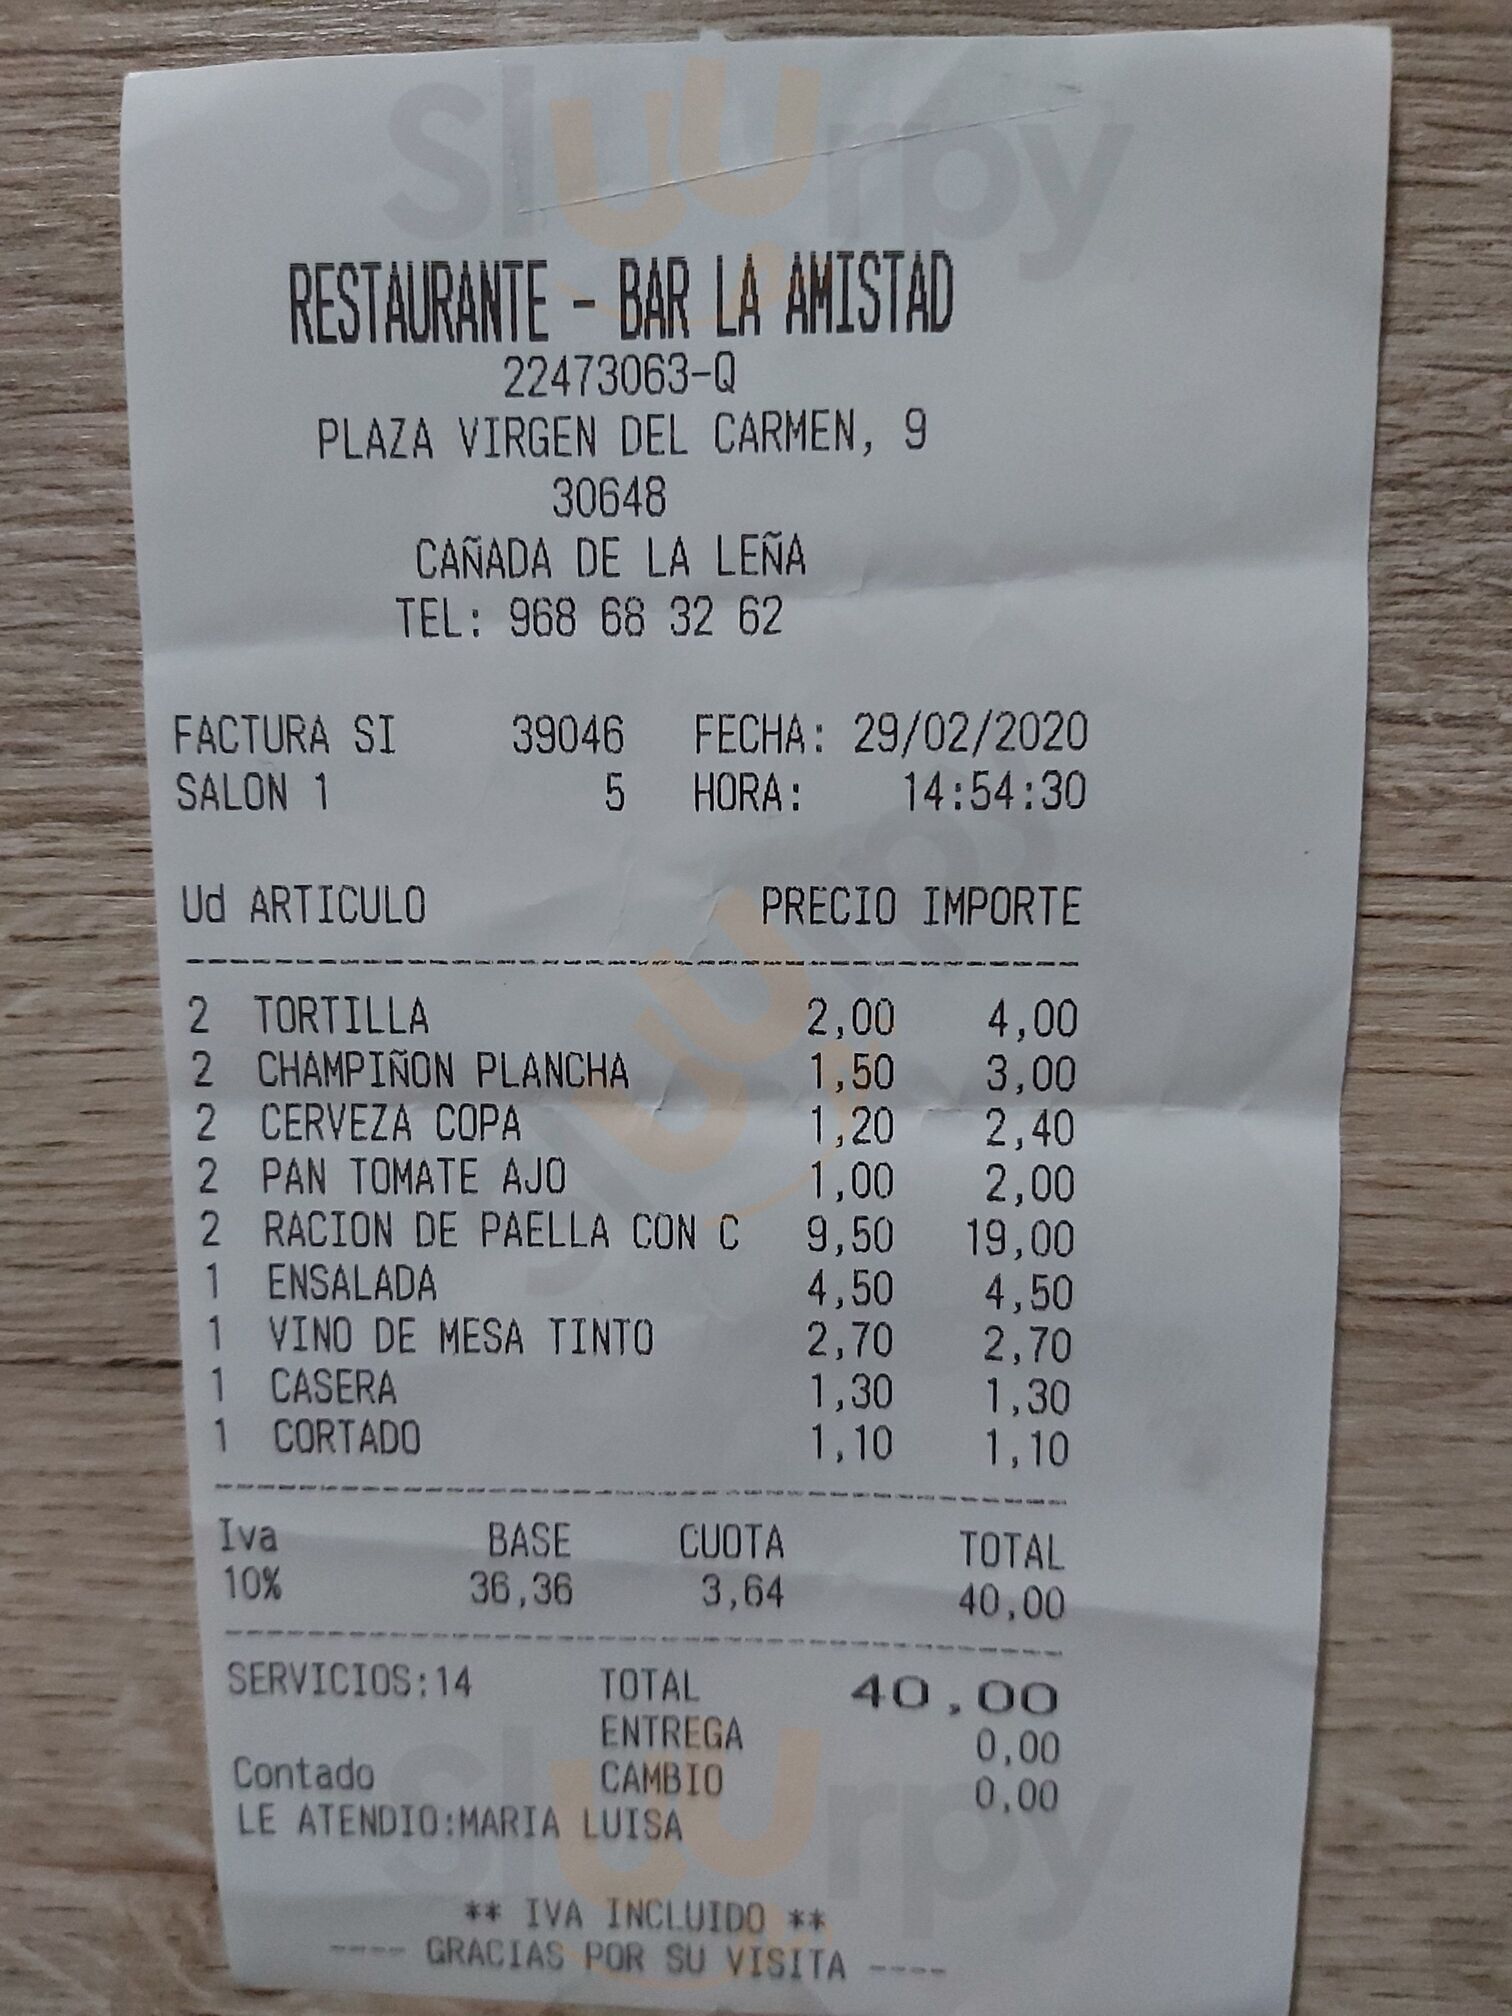 Sluurpy
RESTAURANTE - BAR LA AMISTAD
22473063-Q
PLAZA VIRGEN DEL CARMEN, 9
30648
CAÑADA DE LA LEÑA
TEL: 968 68 32 62
FACTURA SI 39046 FECHA: 29/02/2020
SALON 1 5 HORA: 14:54:30
Ud ARTICULO PRECIO IMPORTE
2 TORTILLA 2,00 4,00
2 CHAMPIÑON PLANCHA 1,50 3,00
2 CERVEZA COPA 1,20 2,40
2 PAN TOMATE AJO 1,00 2,00
2 RACION DE PAELLA CON C 9,50 19,00
1 ENSALADA 4,50 4,50
1 VINO DE MESA TINTO 2,70 2,70
1 CASERA 1,30 1,30
1 CORTADO 1,10 1,10
Sluurpy
Iva BASE CUOTA TOTAL
10% 36,36 3,64 40,00
SERVICIOS:14 TOTAL 40,00
ENTREGA 0,00
Contado CAMBIO 0,00
LE ATENDIO:MARIA LUISA
Sluurpy
** IVA INCLUIDO **
---- GRACIAS POR SU VISITA ----